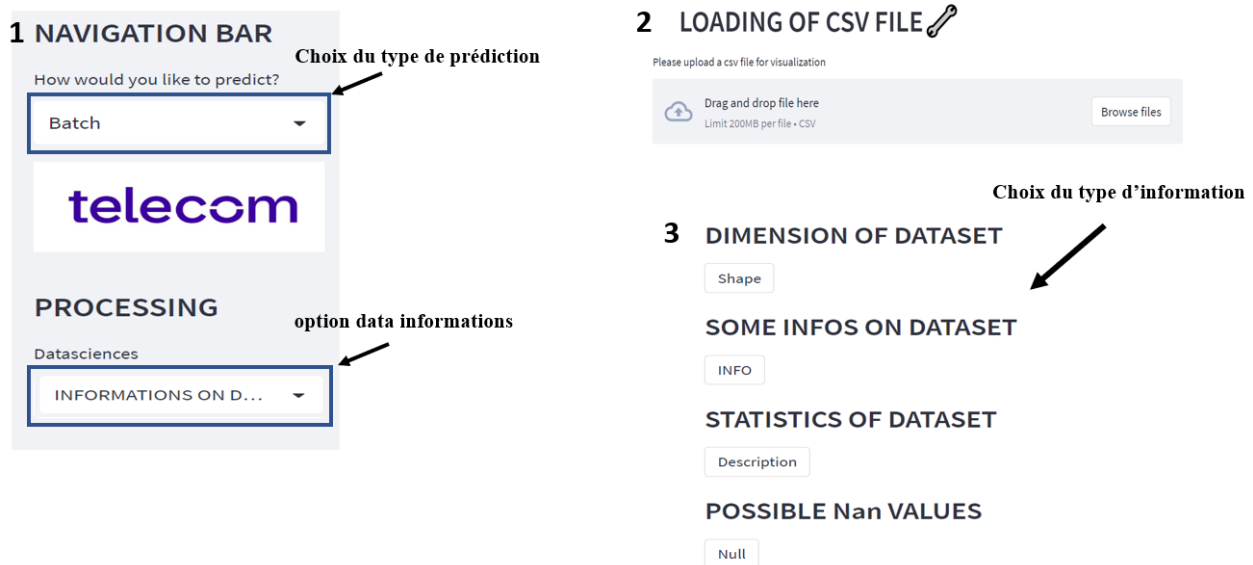 1 NAVIGATION BAR
Choix du type de prédiction
How would you like to predict?
Batch
telecom
PROCESSING
option data informations
Datasciences
INFORMATIONS ON D...
2 LOADING OF CSV FILE
Please upload a csv file for visualization
Drag and drop file here
Limit 200MB per file • CSV
Browse files
Choix du type d’information
3 DIMENSION OF DATASET
Shape
SOME INFOS ON DATASET
INFO
STATISTICS OF DATASET
Description
POSSIBLE Nan VALUES
Null